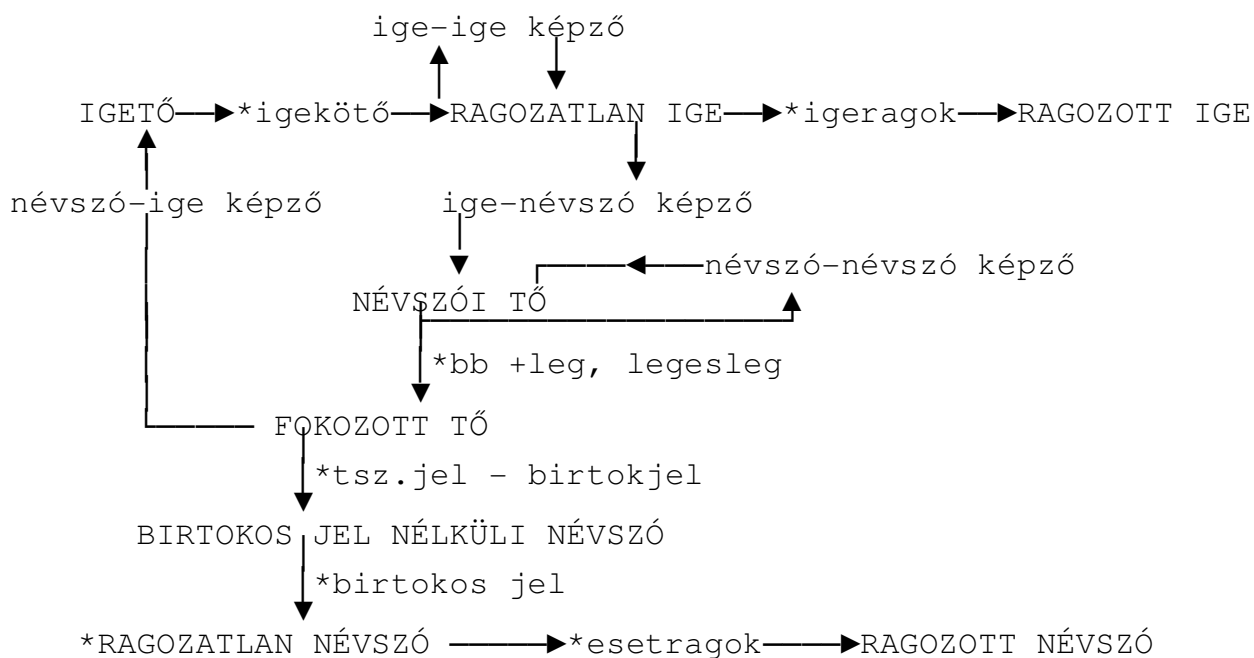 ige-ige képző
IGETŐ *igekötő RAGOZATLAN IGE *igeragok RAGOZOTT IGE
névszó-ige képző ige-névszó képző
névszó-névszó képző
NÉVSZÓI TŐ
*bb +leg, legesleg
FOKOZOTT TŐ
*tsz.jel - birtokjel
BIRTOKOS JEL NÉLKÜLI NÉVSZÓ
*birtokos jel
*RAGOZATLAN NÉVSZÓ *esetragok RAGOZOTT NÉVSZÓ